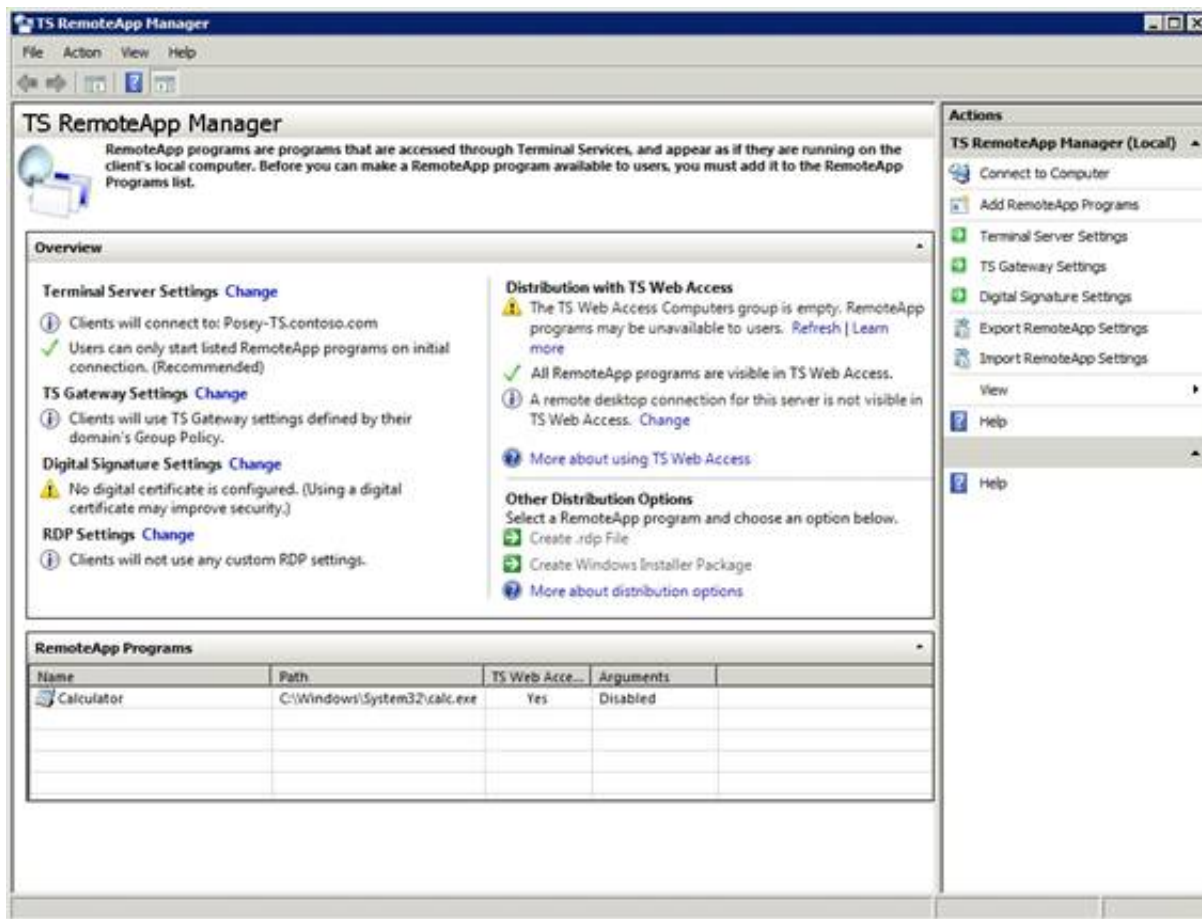 TS RemoteApp Manager
File Action View Help
TS RemoteApp Manager
RemoteApp programs are programs that are accessed through Terminal Services, and appear as if they are running on the
client's local computer. Before you can make a RemoteApp program available to users, you must add it to the RemoteApp
Programs list.
Overview
Terminal Server Settings Change
Clients will connect to: Posey-TS.contoso.com
Users can only start listed RemoteApp programs on initial
connection. (Recommended)
TS Gateway Settings Change
Clients will use TS Gateway settings defined by their
domain's Group Policy.
Digital Signature Settings Change
No digital certificate is configured. (Using a digital
certificate may improve security.)
RDP Settings Change
Clients will not use any custom RDP settings.
Distribution with TS Web Access
The TS Web Access Computers group is empty. RemoteApp
programs may be unavailable to users. Refresh | Learn
more
All RemoteApp programs are visible in TS Web Access.
A remote desktop connection for this server is not visible in
TS Web Access. Change
More about using TS Web Access
Other Distribution Options
Select a RemoteApp program and choose an option below.
Create .rdp File
Create Windows Installer Package
More about distribution options
RemoteApp Programs
Name Path TS Web Acce... Arguments
Calculator C:\Windows\System32\calc.exe Yes Disabled
Actions
TS RemoteApp Manager (Local)
Connect to Computer
Add RemoteApp Programs
Terminal Server Settings
TS Gateway Settings
Digital Signature Settings
Export RemoteApp Settings
Import RemoteApp Settings
View
Help
Help